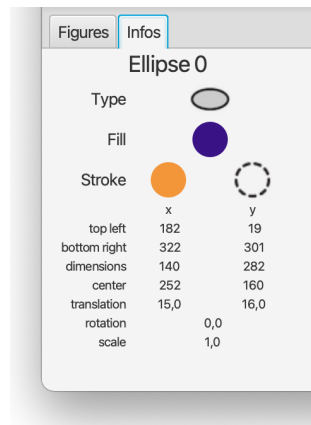 Figures Infos
Ellipse 0
Type
Fill
Stroke
x y
top left 182 19
bottom right 322 301
dimensions 140 282
center 252 160
translation 15,0 16,0
rotation 0,0
scale 1,0